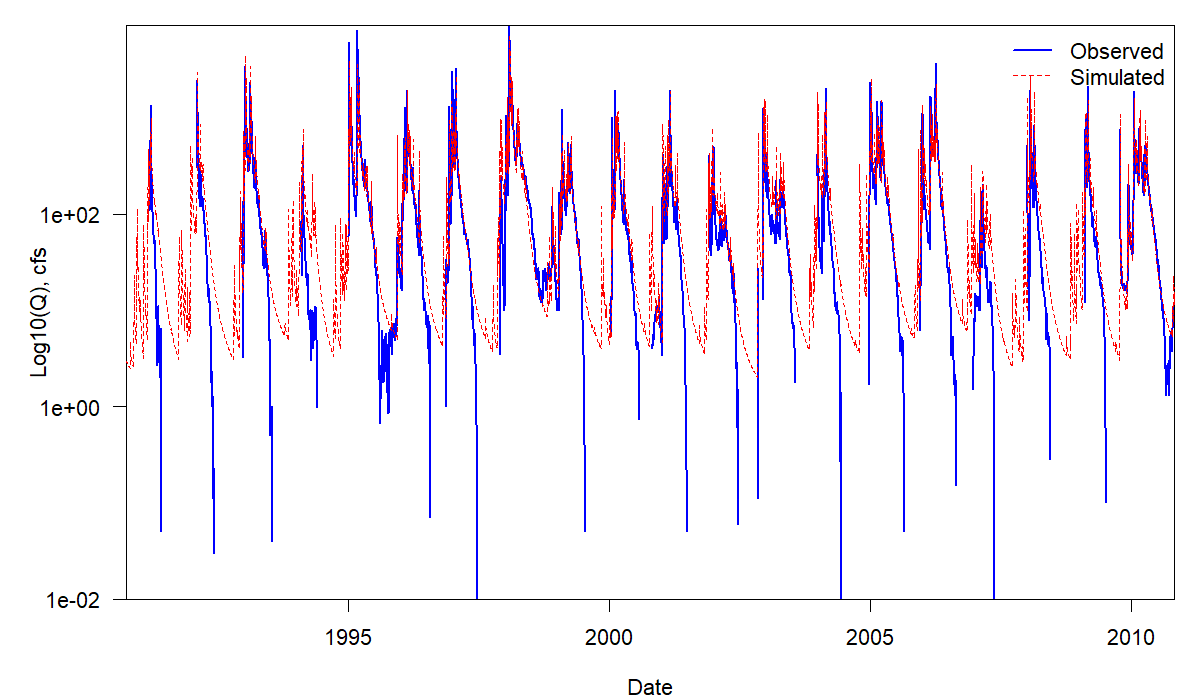 Observed
Simulated
Log10(Q), cfs
1e+02
1e+00
1e-02
1995
2000
2005
2010
Date